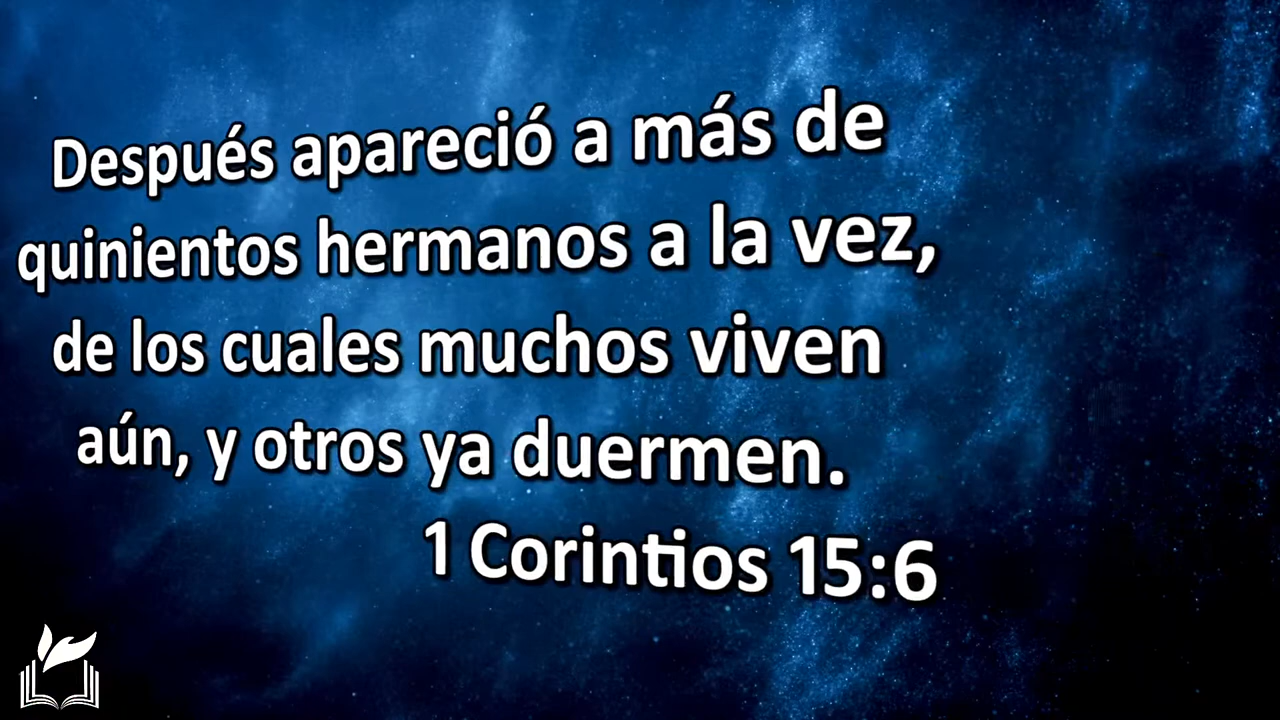 Después apareció a más de
quinientos hermanos a la vez,
de los cuales muchos viven
aún, y otros ya duermen.
1 Corintios 15:6